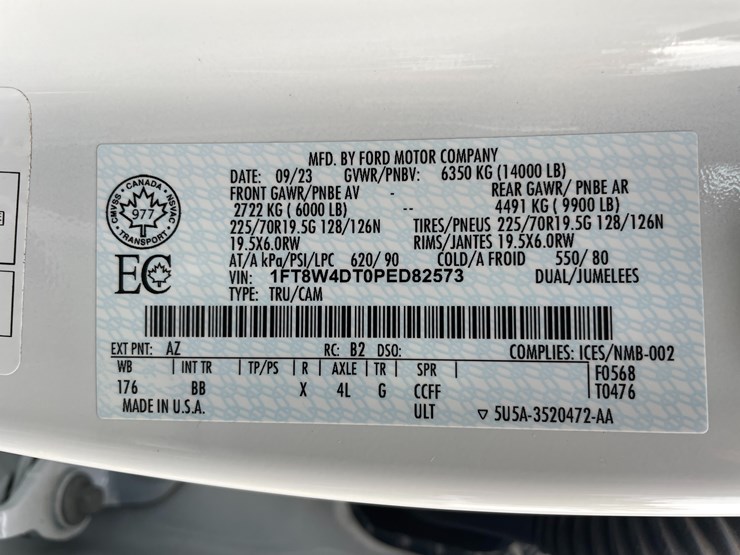 MFD. BY FORD MOTOR COMPANY
DATE: 09/23 GVWR/PNBV: 6350 KG (14000 LB)
FRONT GAWR/PNBE AV - REAR GAWR/ PNBE AR
2722 KG ( 6000 LB) -- 4491 KG ( 9900 LB)
225/70R19.5G 128/126N TIRES/PNEUS 225/70R19.5G 128/126N
19.5X6.0RW RIMS/JANTES 19.5X6.0RW
AT/A kPa/PSI/LPC 620/ 90 COLD/A FROID 550/ 80
VIN: 1FT8W4DT0PED82573 DUAL/JUMELEES
TYPE: TRU/CAM
CANADA
CMVSS NSVAC
977
TRANSPORT
EC
EXT PNT: AZ RC: B2 DSO: COMPLIES: ICES/NMB-002
WB INT TR TP/PS R AXLE TR SPR F0568
176 BB X 4L G CCFF T0476
MADE IN U.S.A. ULT ▽ 5U5A-3520472-AA
E